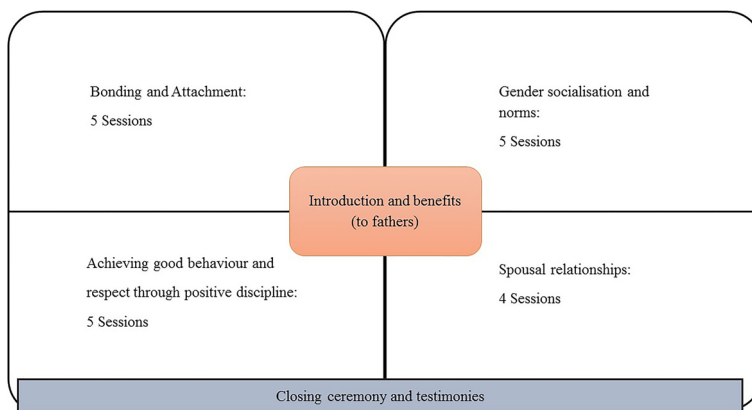 Bonding and Attachment:
5 Sessions
Gender socialisation and
norms:
5 Sessions
Introduction and benefits
(to fathers)
Achieving good behaviour and
respect through positive discipline:
5 Sessions
Spousal relationships:
4 Sessions
Closing ceremony and testimonies